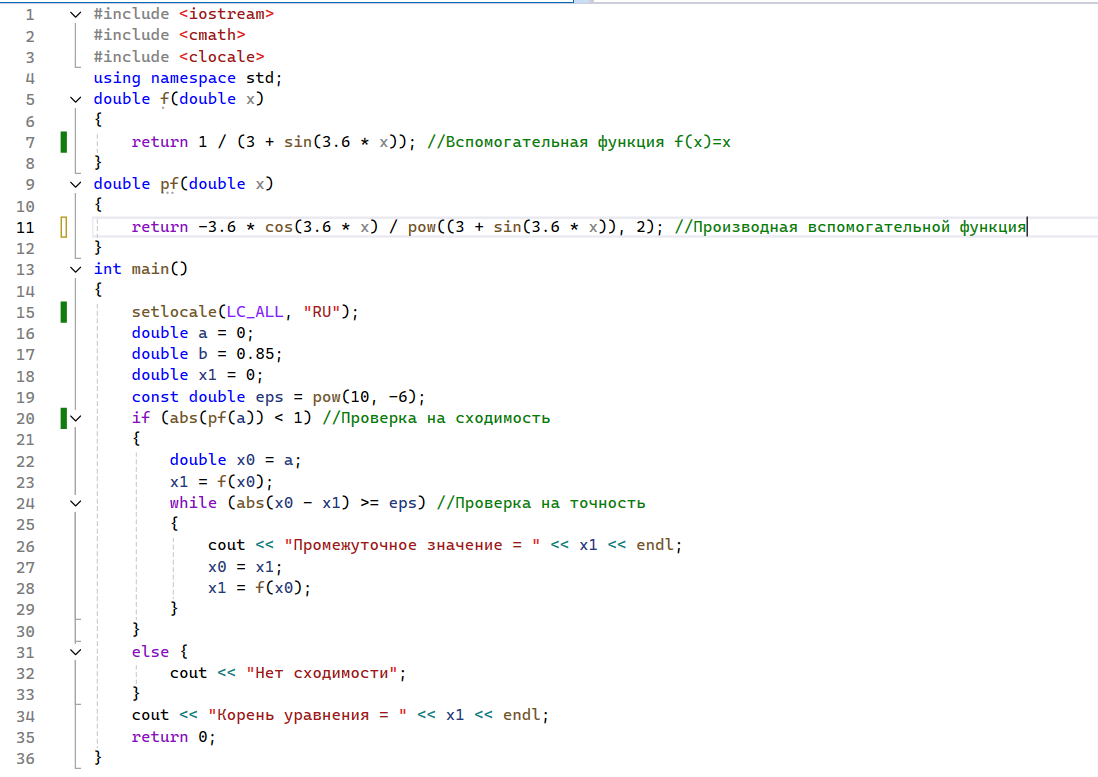 1 #include <iostream>
2 #include <cmath>
3 #include <clocale>
4 using namespace std;
5 double f(double x)
6 {
7 return 1 / (3 + sin(3.6 * x)); //Вспомогательная функция f(x)=x
8 }
9 double pf(double x)
10 {
11 return -3.6 * cos(3.6 * x) / pow((3 + sin(3.6 * x)), 2); //Производная вспомогательной функция
12 }
13 int main()
14 {
15 setlocale(LC_ALL, "RU");
16 double a = 0;
17 double b = 0.85;
18 double x1 = 0;
19 const double eps = pow(10, -6);
20 if (abs(pf(a)) < 1) //Проверка на сходимость
21 {
22 double x0 = a;
23 x1 = f(x0);
24 while (abs(x0 - x1) >= eps) //Проверка на точность
25 {
26 cout << "Промежуточное значение = " << x1 << endl;
27 x0 = x1;
28 x1 = f(x0);
29 }
30 }
31 else {
32 cout << "Нет сходимости";
33 }
34 cout << "Корень уравнения = " << x1 << endl;
35 return 0;
36 }